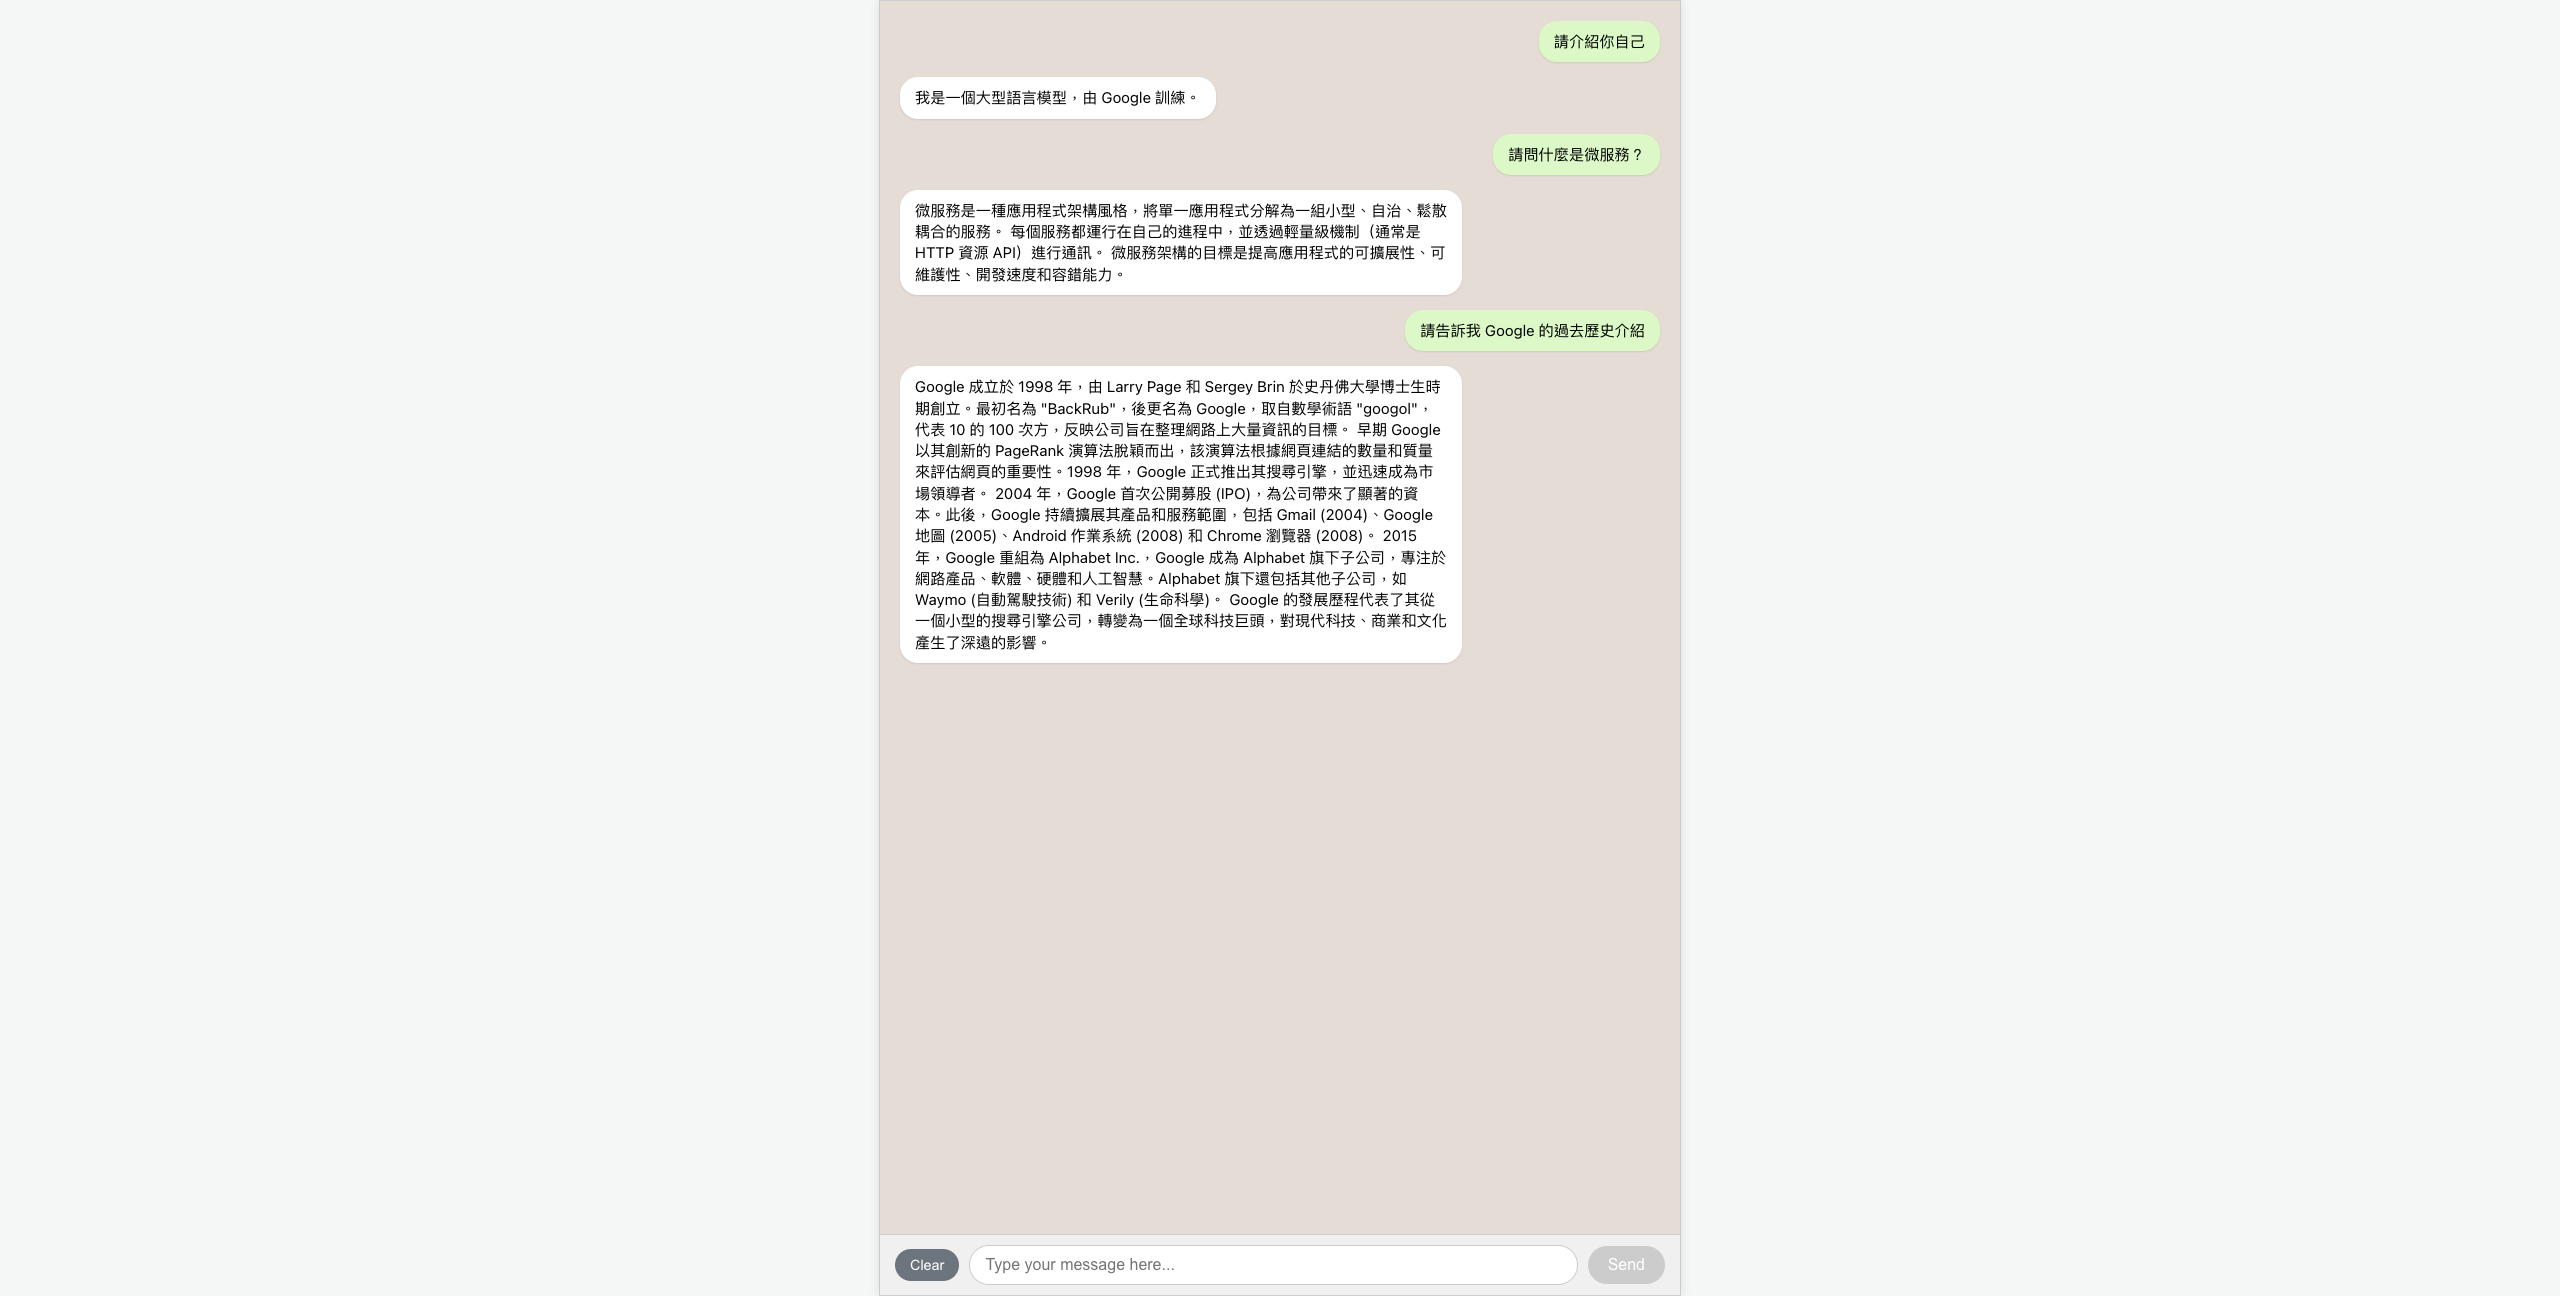 請介紹你自己
我是一個大型語言模型，由 Google 訓練。
請問什麼是微服務？
微服務是一種應用程式架構風格，將單一應用程式分解為一組小型、自治、鬆散
耦合的服務。 每個服務都運行在自己的進程中，並透過輕量級機制（通常是
HTTP 資源 API）進行通訊。 微服務架構的目標是提高應用程式的可擴展性、可
維護性、開發速度和容錯能力。
請告訴我 Google 的過去歷史介紹
Google 成立於 1998 年，由 Larry Page 和 Sergey Brin 於史丹佛大學博士生時
期創立。最初名為 "BackRub"，後更名為 Google，取自數學術語 "googol"，
代表 10 的 100 次方，反映公司旨在整理網路上大量資訊的目標。 早期 Google
以其創新的 PageRank 演算法脫穎而出，該演算法根據網頁連結的數量和質量
來評估網頁的重要性。1998 年，Google 正式推出其搜尋引擎，並迅速成為市
場領導者。 2004 年，Google 首次公開募股 (IPO)，為公司帶來了顯著的資
本。此後，Google 持續擴展其產品和服務範圍，包括 Gmail (2004)、Google
地圖 (2005)、Android 作業系統 (2008) 和 Chrome 瀏覽器 (2008)。 2015
年，Google 重組為 Alphabet Inc.，Google 成為 Alphabet 旗下子公司，專注於
網路產品、軟體、硬體和人工智慧。Alphabet 旗下還包括其他子公司，如
Waymo (自動駕駛技術) 和 Verily (生命科學)。 Google 的發展歷程代表了其從
一個小型的搜尋引擎公司，轉變為一個全球科技巨頭，對現代科技、商業和文化
產生了深遠的影響。
Clear
Type your message here...
Send